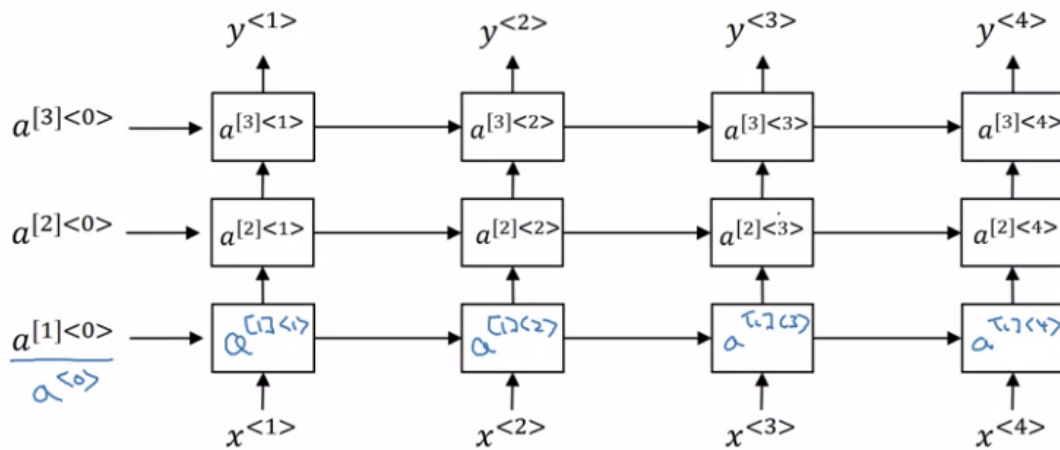 y<1> y<2> y<3> y<4>
a[3]<0> a[3]<1> a[3]<2> a[3]<3> a[3]<4>
a[2]<0> a[2]<1> a[2]<2> a[2]<3> a[2]<4>
a[1]<0> a[1]<1> a[1]<2> a[1]<3> a[1]<4>
a<0>
x<1> x<2> x<3> x<4>